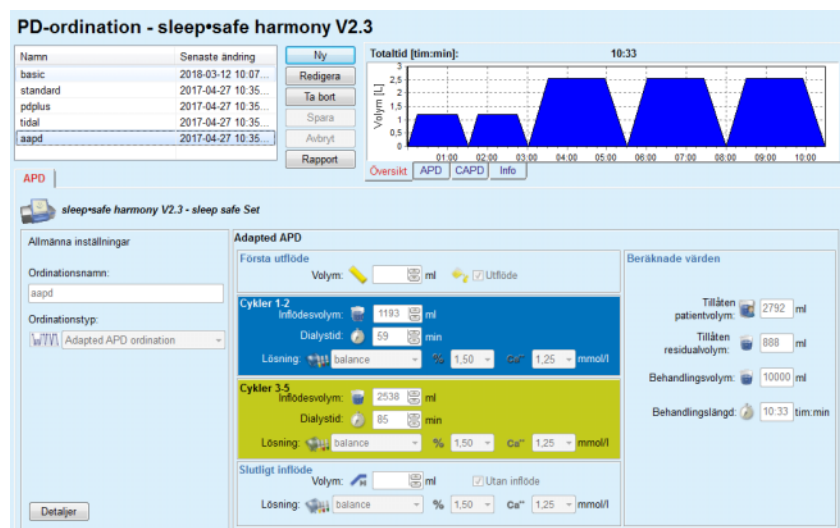 PD-ordination - sleep•safe harmony V2.3
Namn Senaste ändring
basic 2018-03-12 10:07...
standard 2017-04-27 10:35...
pdplus 2017-04-27 10:35...
tidal 2017-04-27 10:35...
aapd 2017-04-27 10:35...
Ny
Redigera
Ta bort
Spara
Avbryt
Rapport
Totaltid [tim:min]: 10:33
Volym [L]
3
2,5
2
1,5
1
0,5
0
01:00 02:00 03:00 04:00 05:00 06:00 07:00 08:00 09:00 10:00
Översikt APD CAPD Info
APD
sleep•safe harmony V2.3 - sleep safe Set
Allmänna inställningar
Ordinationsnamn:
aapd
Ordinationstyp:
Adapted APD ordination
Detaljer
Adapted APD
Första utflöde
Volym: ml Utflöde
Cykler 1-2
Inflödesvolym: 1193 ml
Dialystid: 59 min
Lösning: balance % 1,50 Ca⁺⁺ 1,25 mmol/l
Cykler 3-5
Inflödesvolym: 2538 ml
Dialystid: 85 min
Lösning: balance % 1,50 Ca⁺⁺ 1,25 mmol/l
Slutligt inflöde
Volym: ml Utan inflöde
Lösning: balance % 1,50 Ca⁺⁺ 1,25 mmol/l
Beräknade värden
Tillåten
patientvolym: 2792 ml
Tillåten
residualvolym: 888 ml
Behandlingsvolym: 10000 ml
Behandlingslängd: 10:33 tim:min